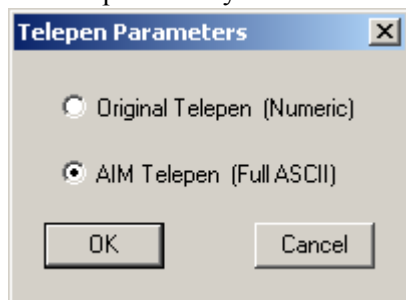 Telepen Parameters
Original Telepen (Numeric)
AIM Telepen (Full ASCII)
OK Cancel